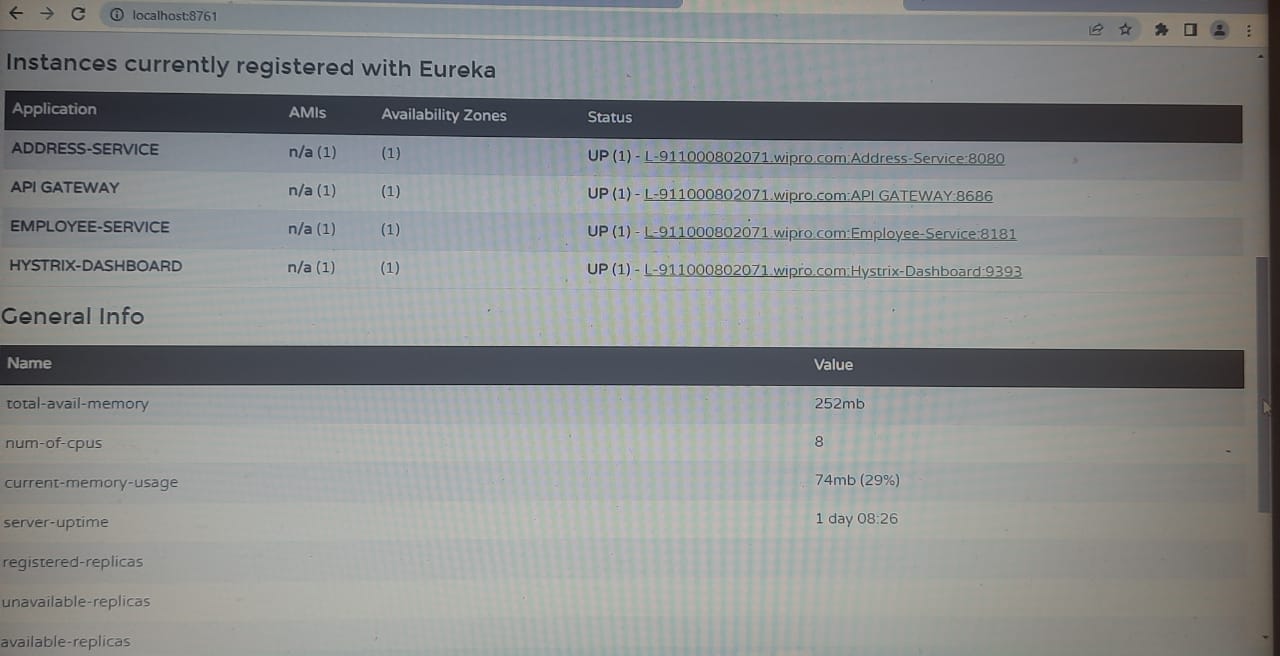 localhost:8761
Instances currently registered with Eureka
Application AMIs Availability Zones Status
ADDRESS-SERVICE n/a (1) (1) UP (1) - L-911000802071.wipro.com:Address-Service:8080
API GATEWAY n/a (1) (1) UP (1) - L-911000802071.wipro.com:API GATEWAY:8686
EMPLOYEE-SERVICE n/a (1) (1) UP (1) - L-911000802071.wipro.com:Employee-Service:8181
HYSTRIX-DASHBOARD n/a (1) (1) UP (1) - L-911000802071.wipro.com:Hystrix-Dashboard:9393
General Info
Name Value
total-avail-memory 252mb
num-of-cpus 8
current-memory-usage 74mb (29%)
server-uptime 1 day 08:26
registered-replicas
unavailable-replicas
available-replicas